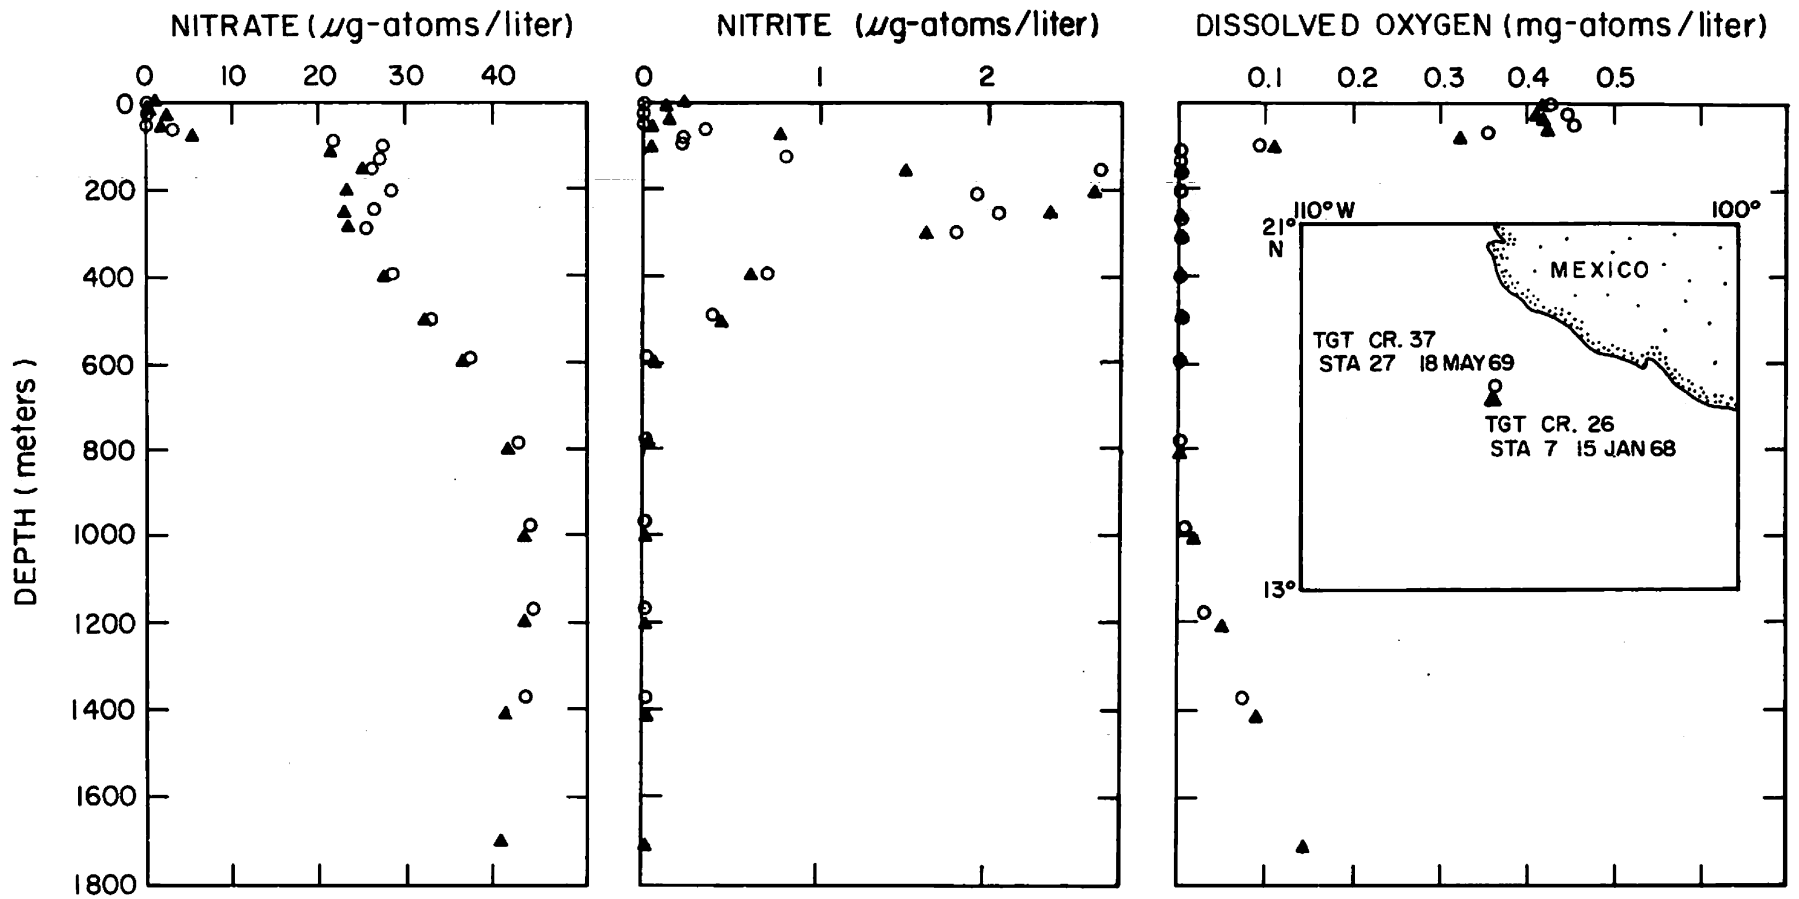 NITRATE (μg-atoms/liter)
NITRITE (μg-atoms/liter)
DISSOLVED OXYGEN (mg-atoms/liter)
0 10 20 30 40
0 1 2
0.1 0.2 0.3 0.4 0.5
0
200
400
600
800
1000
1200
1400
1600
1800
DEPTH (meters)
110° W
100°
21°
N
MEXICO
TGT CR. 37
STA 27 18 MAY 69
TGT CR. 26
STA 7 15 JAN 68
13°
1 2